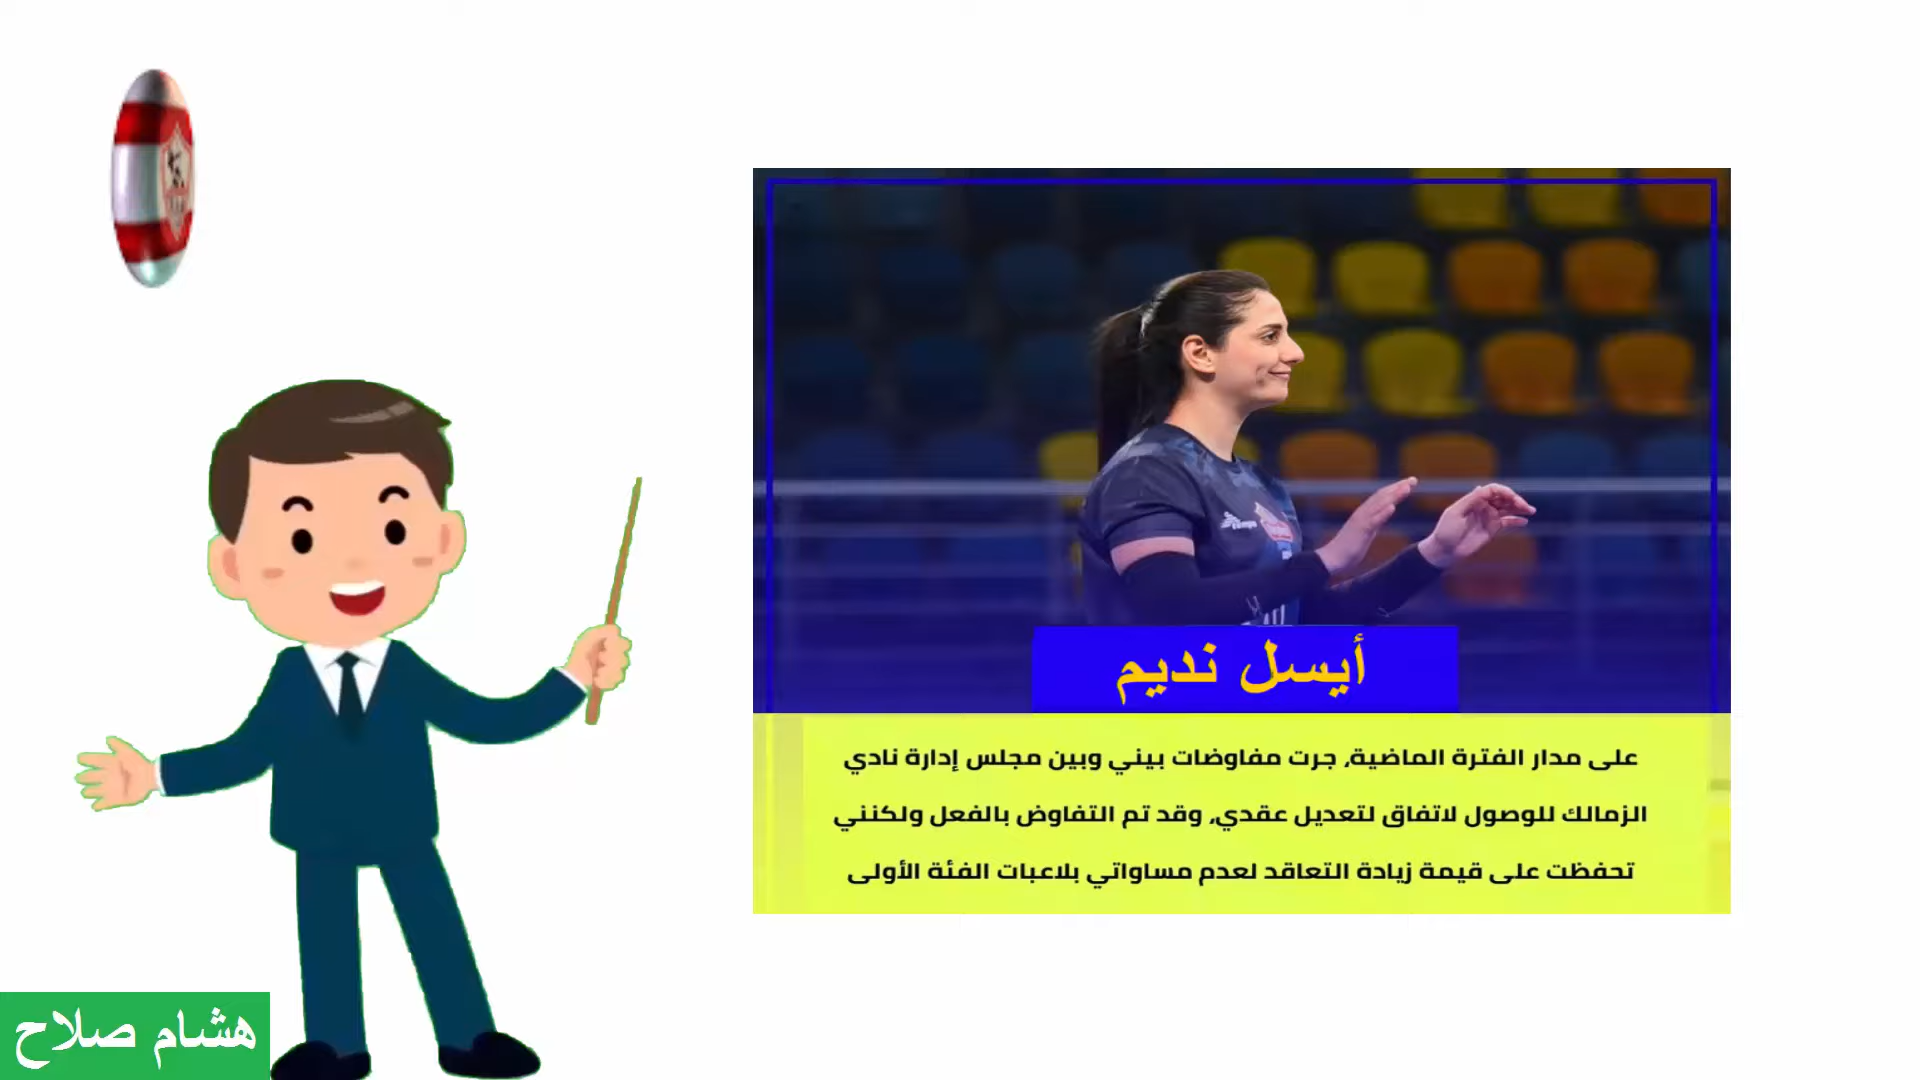 أيسل نديم
على مدار الفترة الماضية، جرت مفاوضات بيني وبين مجلس إدارة نادي
الزمالك للوصول لاتفاق لتعديل عقدي، وقد تم التفاوض بالفعل ولكنني
تحفظت على قيمة زيادة التعاقد لعدم مساواتي بلاعبات الفئة الأولى
هشام صلاح